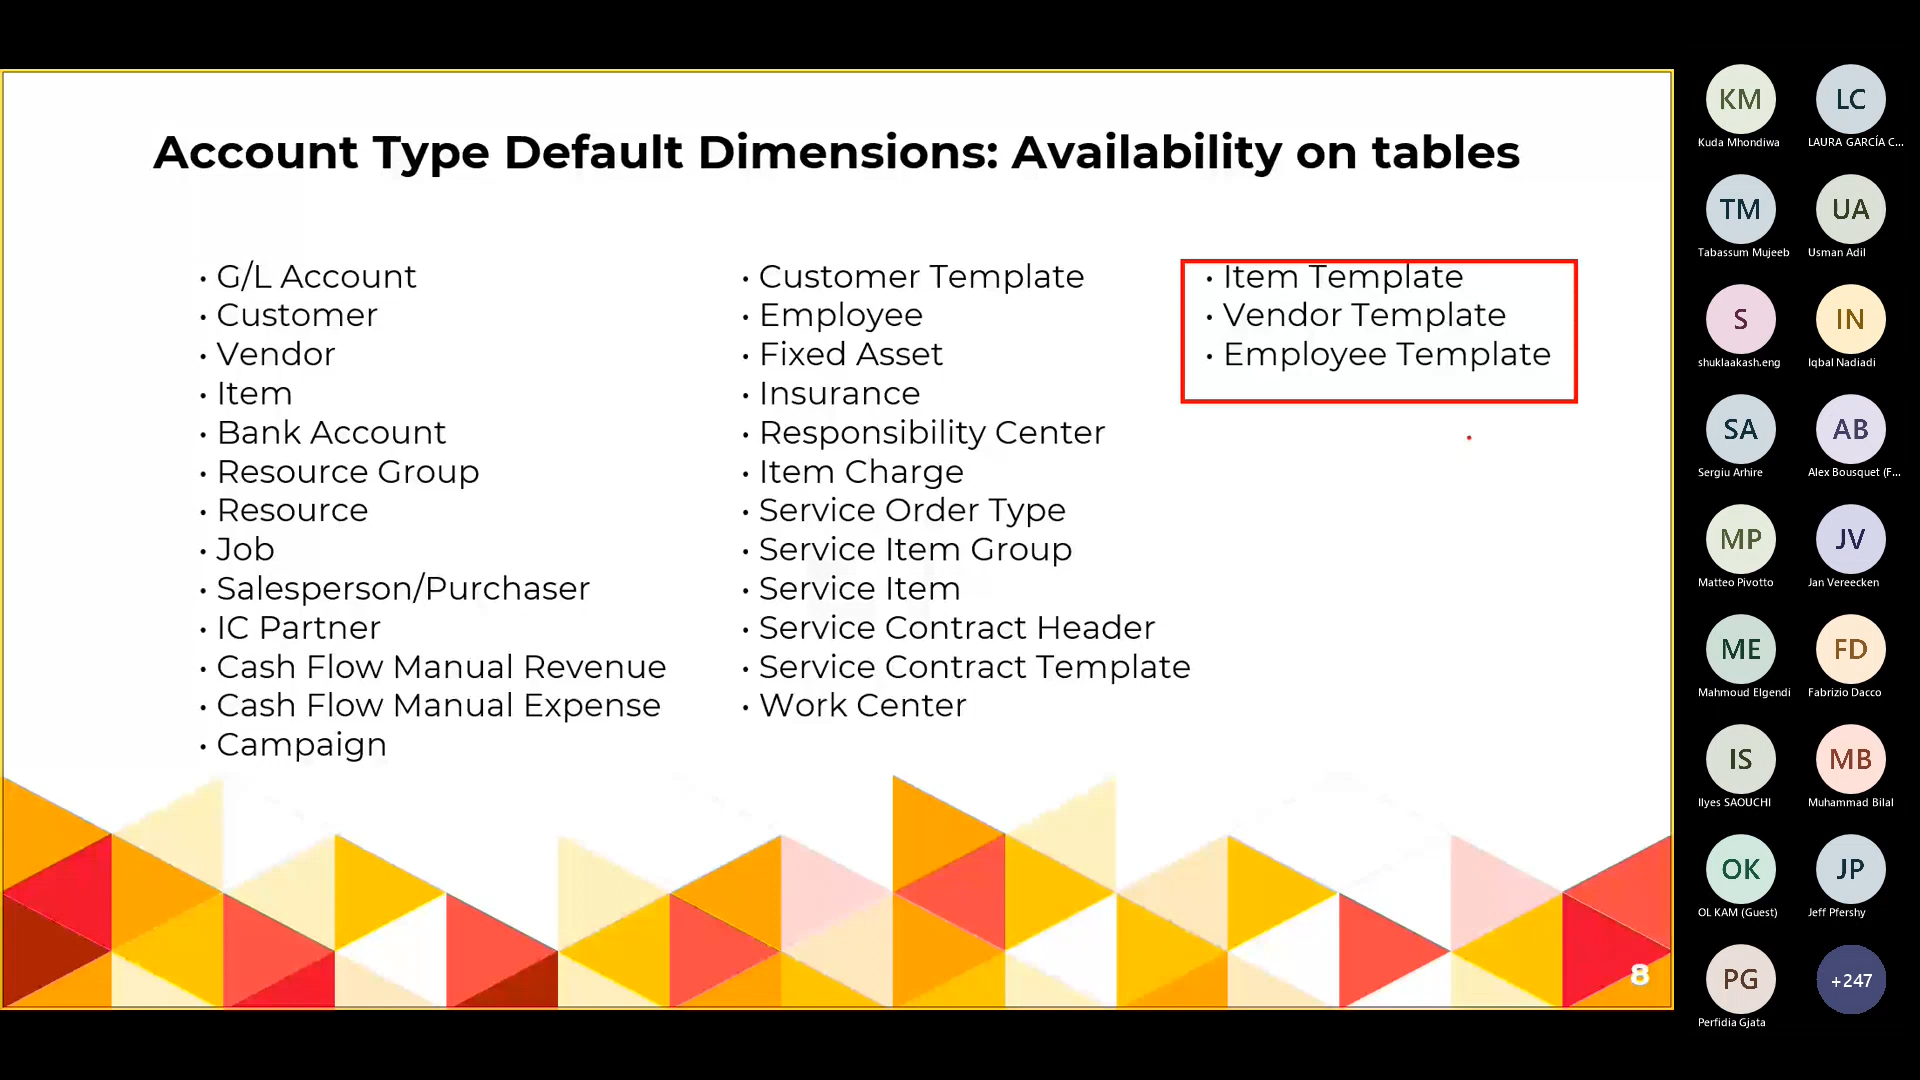 Account Type Default Dimensions: Availability on tables
• G/L Account
• Customer
• Vendor
• Item
• Bank Account
• Resource Group
• Resource
• Job
• Salesperson/Purchaser
• IC Partner
• Cash Flow Manual Revenue
• Cash Flow Manual Expense
• Campaign
• Customer Template
• Employee
• Fixed Asset
• Insurance
• Responsibility Center
• Item Charge
• Service Order Type
• Service Item Group
• Service Item
• Service Contract Header
• Service Contract Template
• Work Center
• Item Template
• Vendor Template
• Employee Template
8
KM
Kuda Mhondiwa
LC
LAURA GARCÍA C...
TM
Tabassum Mujeeb
UA
Usman Adil
S
shuklaakash.eng
IN
Iqbal Nadiadi
SA
Sergiu Arhire
AB
Alex Bousquet (F...
MP
Matteo Pivotto
JV
Jan Vereecken
ME
Mahmoud Elgendi
FD
Fabrizio Dacco
IS
Ilyes SAOUCHI
MB
Muhammad Bilal
OK
OL KAM (Guest)
JP
Jeff Pfershy
PG
Perfidia Gjata
+247